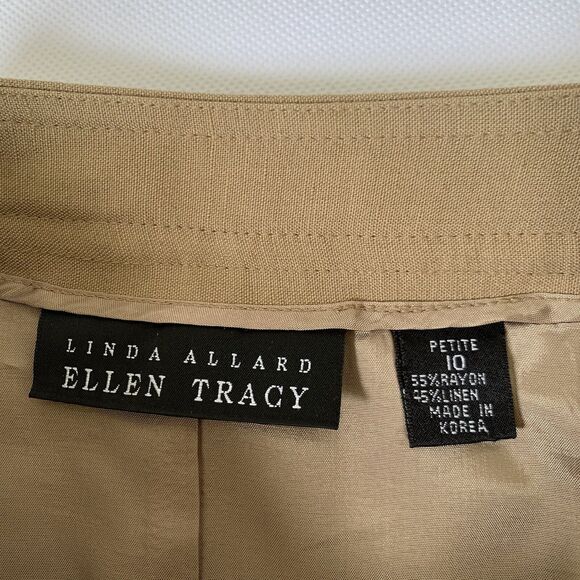 LINDA ALLARD
ELLEN TRACY
PETITE
10
55%RAYON
45%LINEN
MADE IN
KOREA